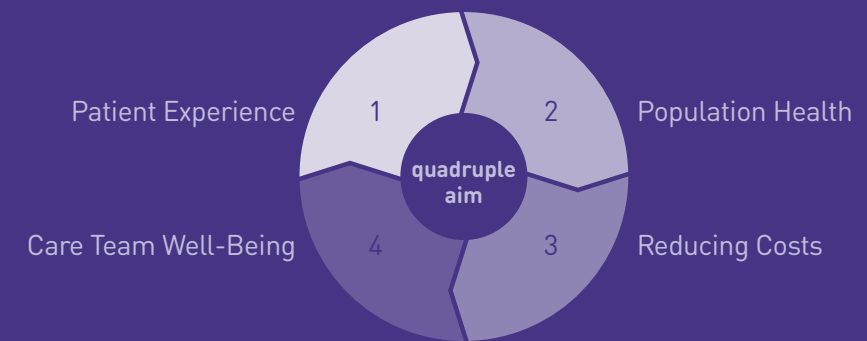 Patient Experience
1
2
Population Health
quadruple
aim
Care Team Well-Being
4
3
Reducing Costs